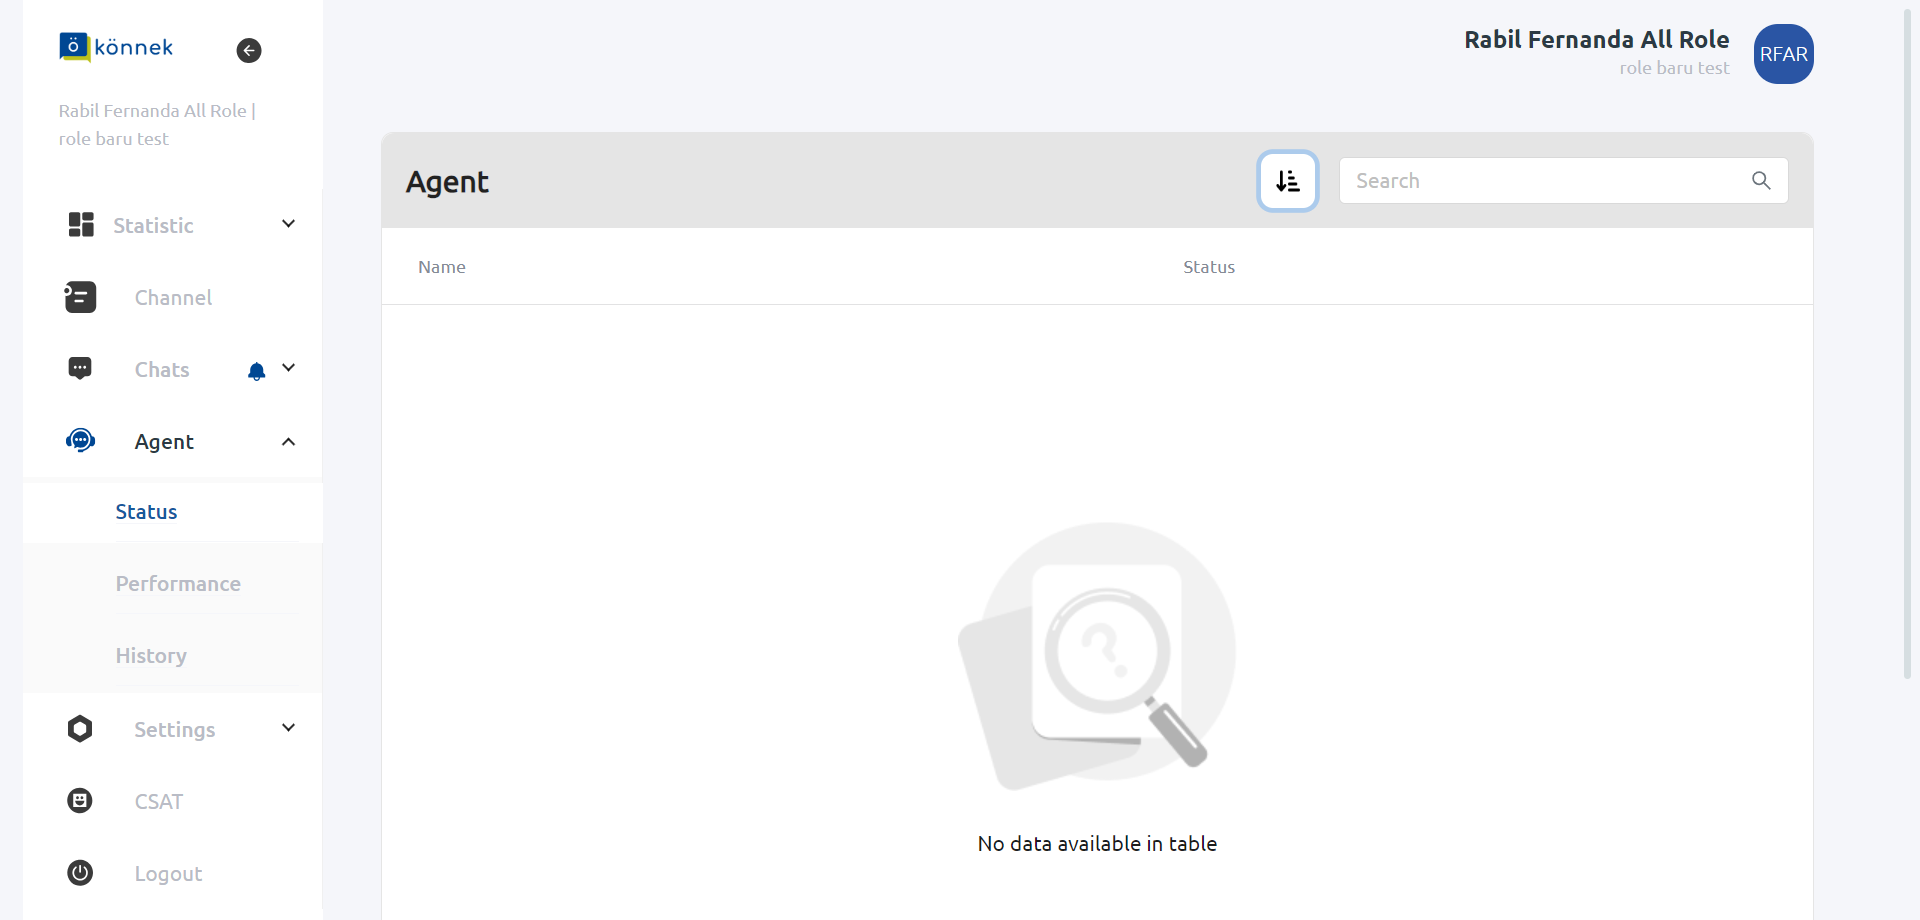 könnek
Rabil Fernanda All Role |
role baru test
Statistic
Channel
Chats
Agent
Status
Performance
History
Settings
CSAT
Logout
Rabil Fernanda All Role
role baru test
RFAR
Agent
Search
Name
Status
No data available in table